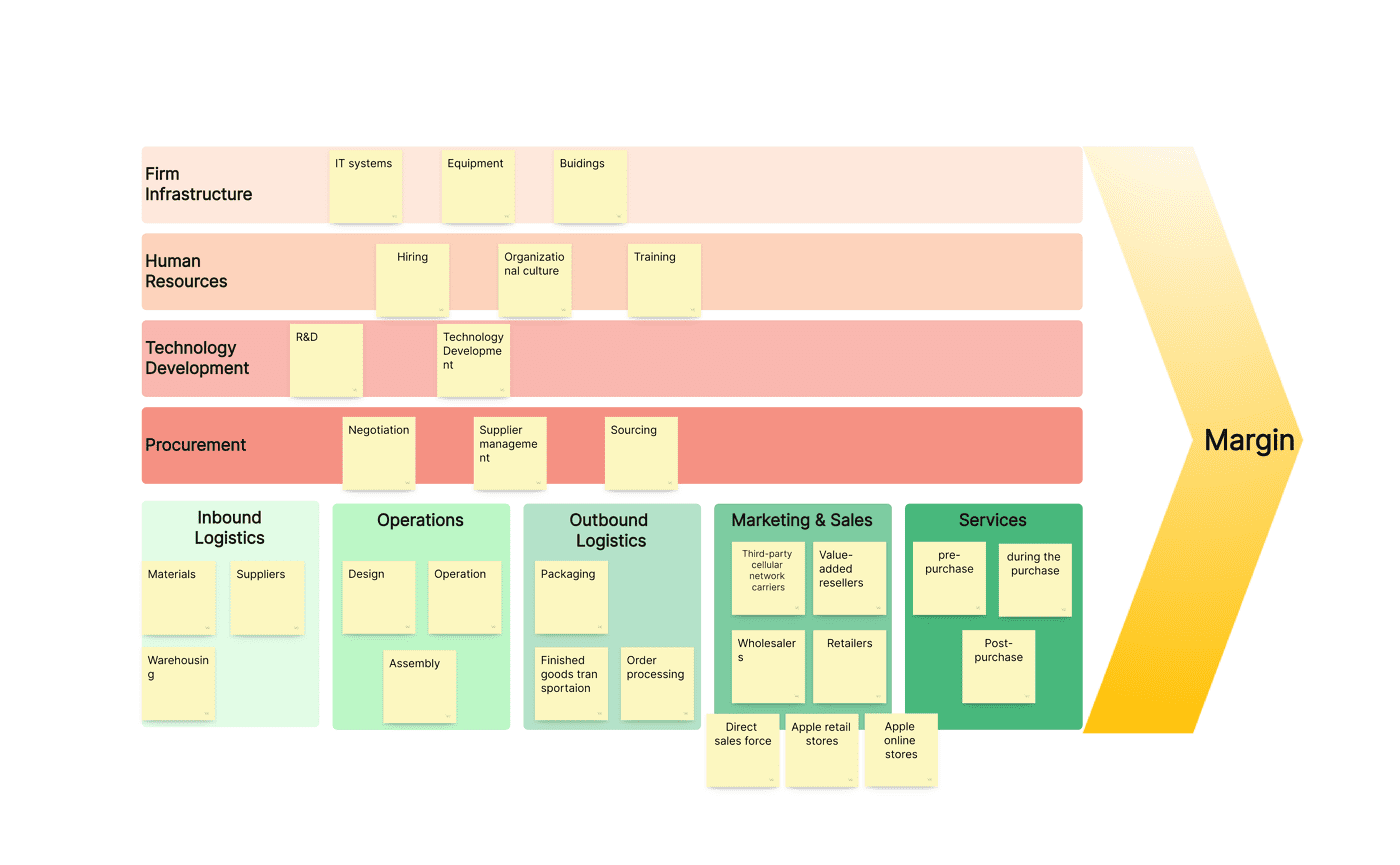 Firm
Infrastructure
IT systems
Equipment
Buidings
Human
Resources
Hiring
Organizatio
nal culture
Training
Technology
Development
R&D
Technology
Developme
nt
Procurement
Negotiation
Supplier
manageme
nt
Sourcing
Margin
Inbound
Logistics
Materials
Suppliers
Warehousin
g
Operations
Design
Operation
Assembly
Outbound
Logistics
Packaging
Finished
goods tran
sportaion
Order
processing
Marketing & Sales
Third-party
cellular
network
carriers
Value-
added
resellers
Wholesaler
s
Retailers
Direct
sales force
Apple retail
stores
Apple
online
stores
Services
pre-
purchase
during the
purchase
Post-
purchase